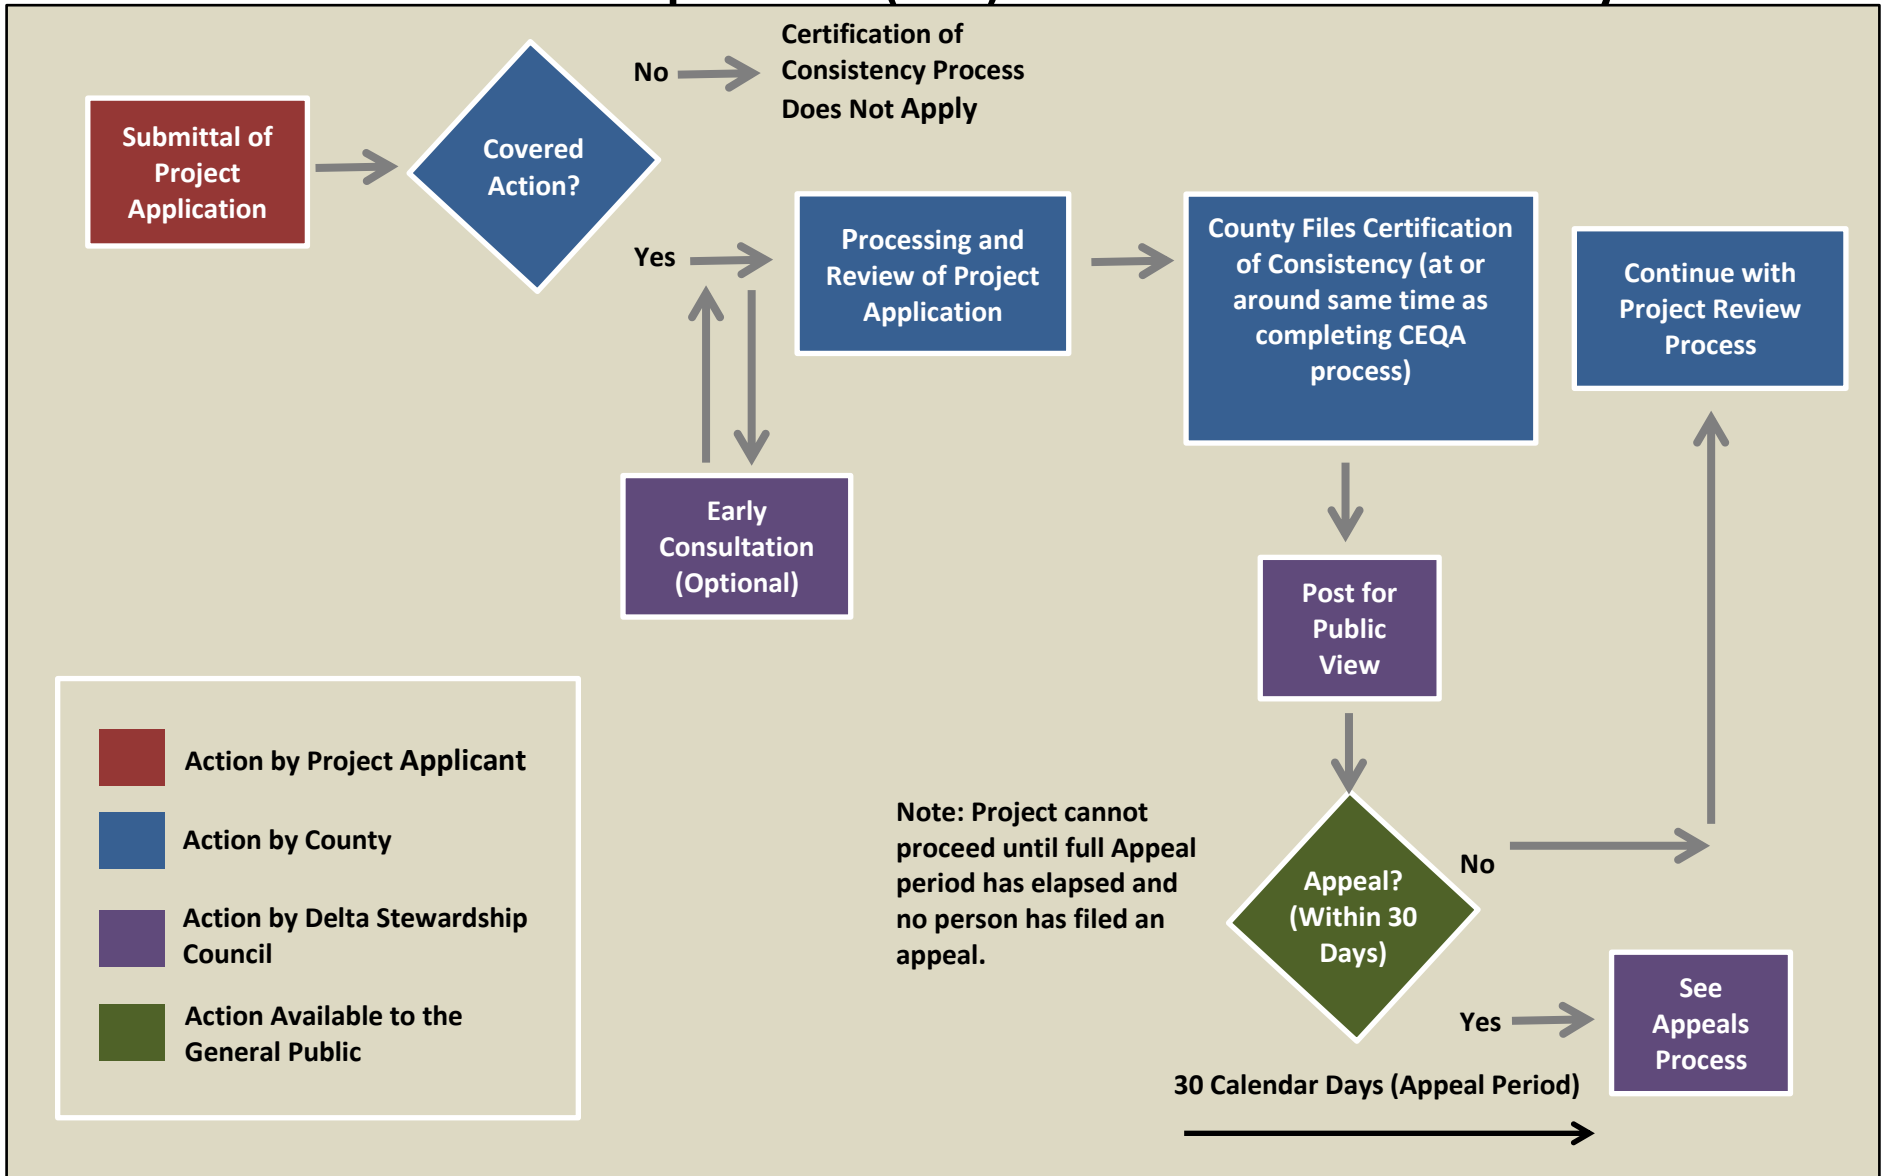 Submittal of
Project
Application
Covered
Action?
No
Certification of
Consistency Process
Does Not Apply
Yes
Processing and
Review of Project
Application
County Files Certification
of Consistency (at or
around same time as
completing CEQA
process)
Continue with
Project Review
Process
Early
Consultation
(Optional)
Post for
Public
View
Note: Project cannot
proceed until full Appeal
period has elapsed and
no person has filed an
appeal.
Appeal?
(Within 30
Days)
No
Yes
See
Appeals
Process
30 Calendar Days (Appeal Period)
Action by Project Applicant
Action by County
Action by Delta Stewardship
Council
Action Available to the
General Public